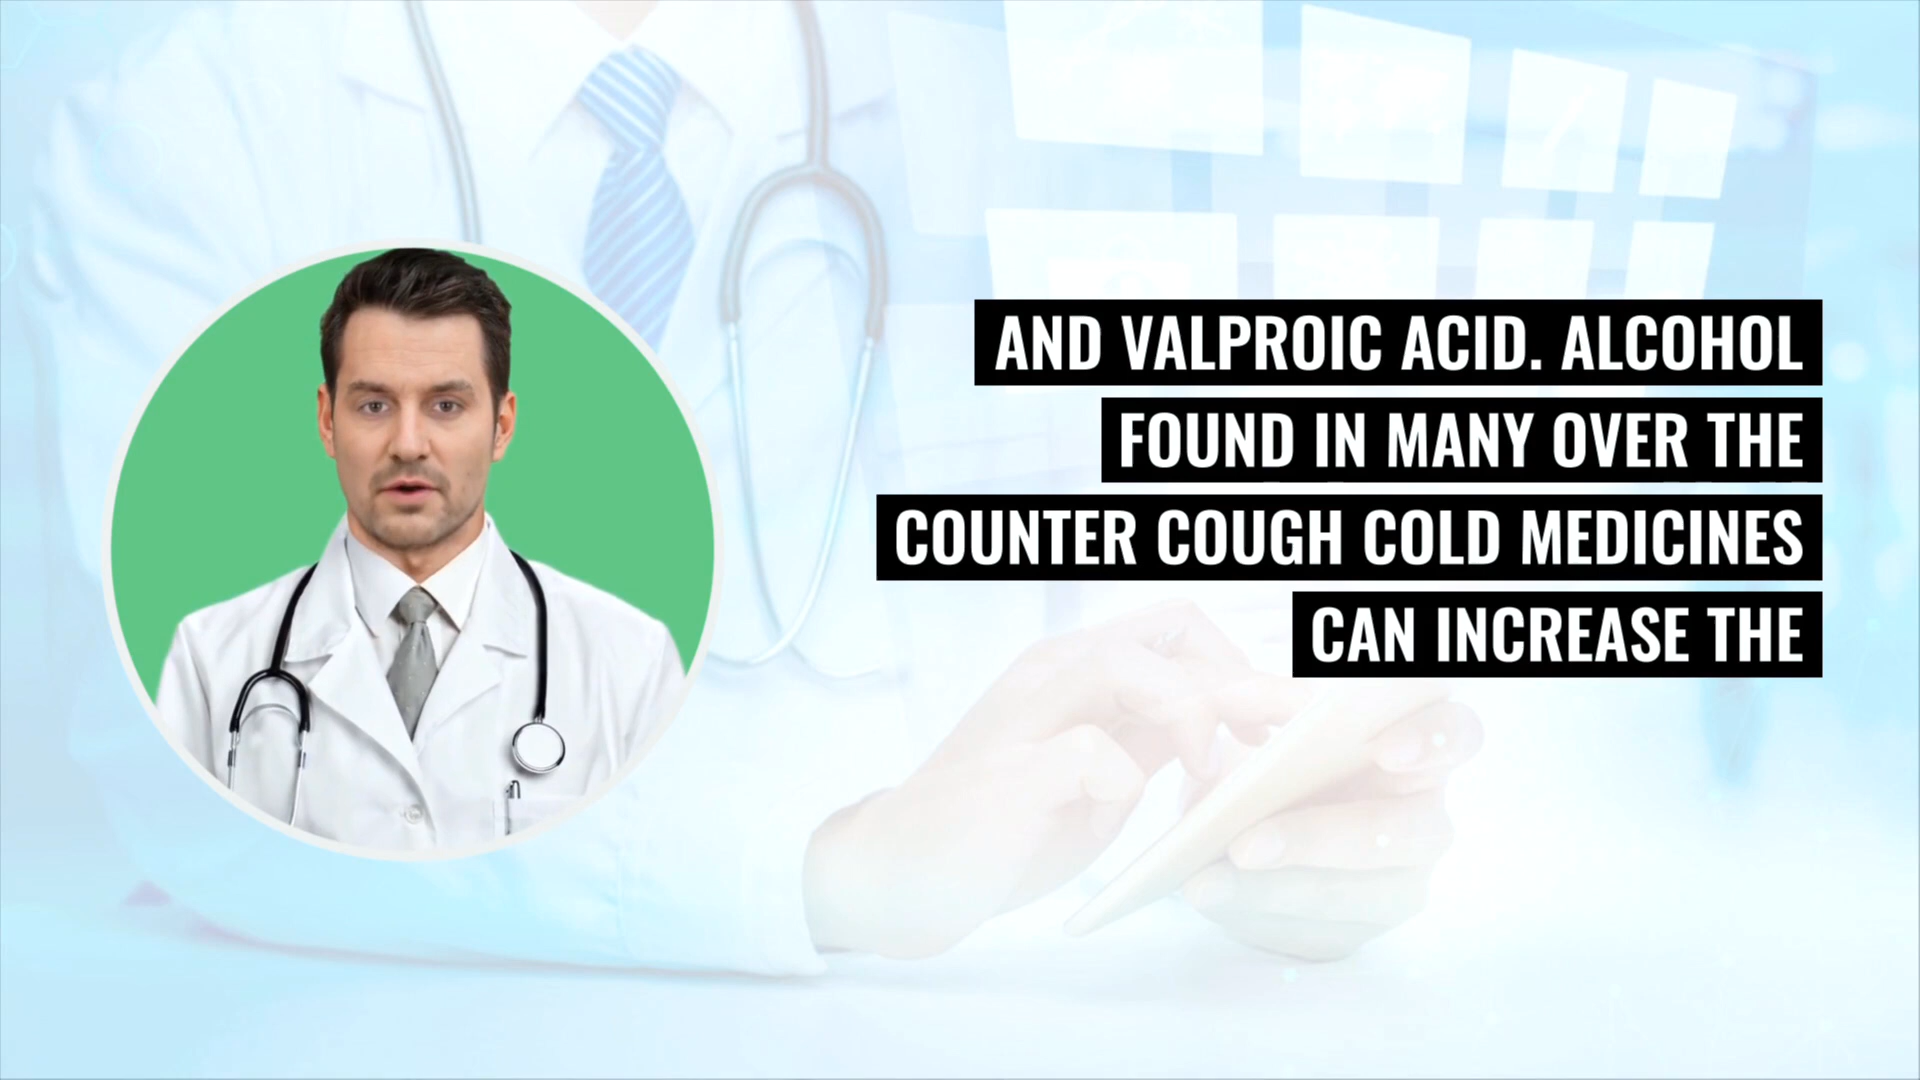 AND VALPROIC ACID. ALCOHOL
FOUND IN MANY OVER THE
COUNTER COUGH COLD MEDICINES
CAN INCREASE THE